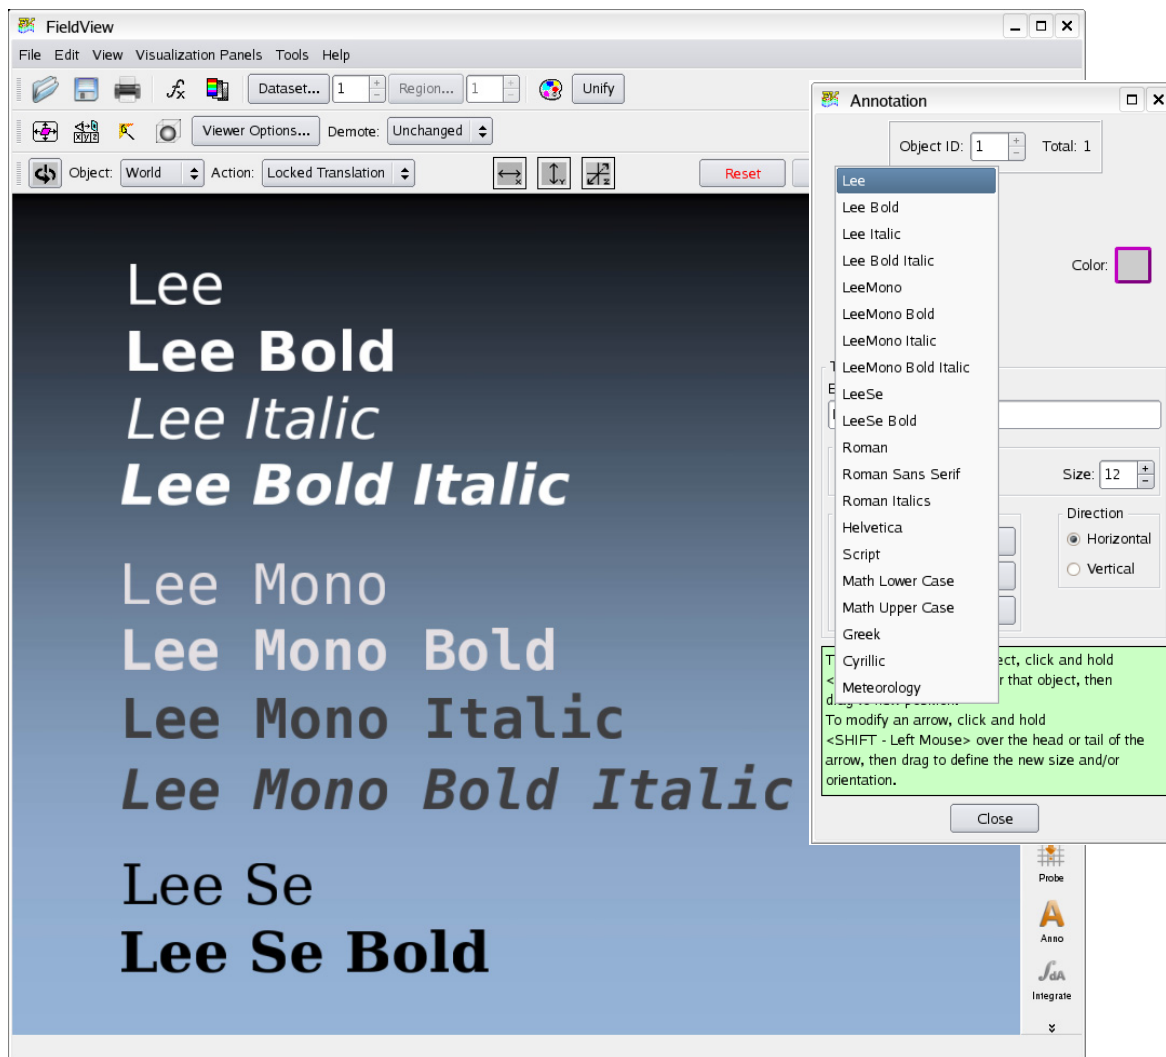 FieldView
File Edit View Visualization Panels Tools Help
Dataset... 1 Region... 1 Unify
Viewer Options... Demote: Unchanged
Object: World Action: Locked Translation Reset
Lee
Lee Bold
Lee Italic
Lee Bold Italic
Lee Mono
Lee Mono Bold
Lee Mono Italic
Lee Mono Bold Italic
Lee Se
Lee Se Bold
Annotation
Object ID: 1 Total: 1
Lee
Lee Bold
Lee Italic
Lee Bold Italic
LeeMono
LeeMono Bold
LeeMono Italic
LeeMono Bold Italic
LeeSe
LeeSe Bold
Roman
Roman Sans Serif
Roman Italics
Helvetica
Script
Math Lower Case
Math Upper Case
Greek
Cyrillic
Meteorology
Color:
Size: 12
Direction
Horizontal
Vertical
click and hold
that object, then
To modify an arrow, click and hold
<SHIFT - Left Mouse> over the head or tail of the
arrow, then drag to define the new size and/or
orientation.
Close
Probe
Anno
Integrate